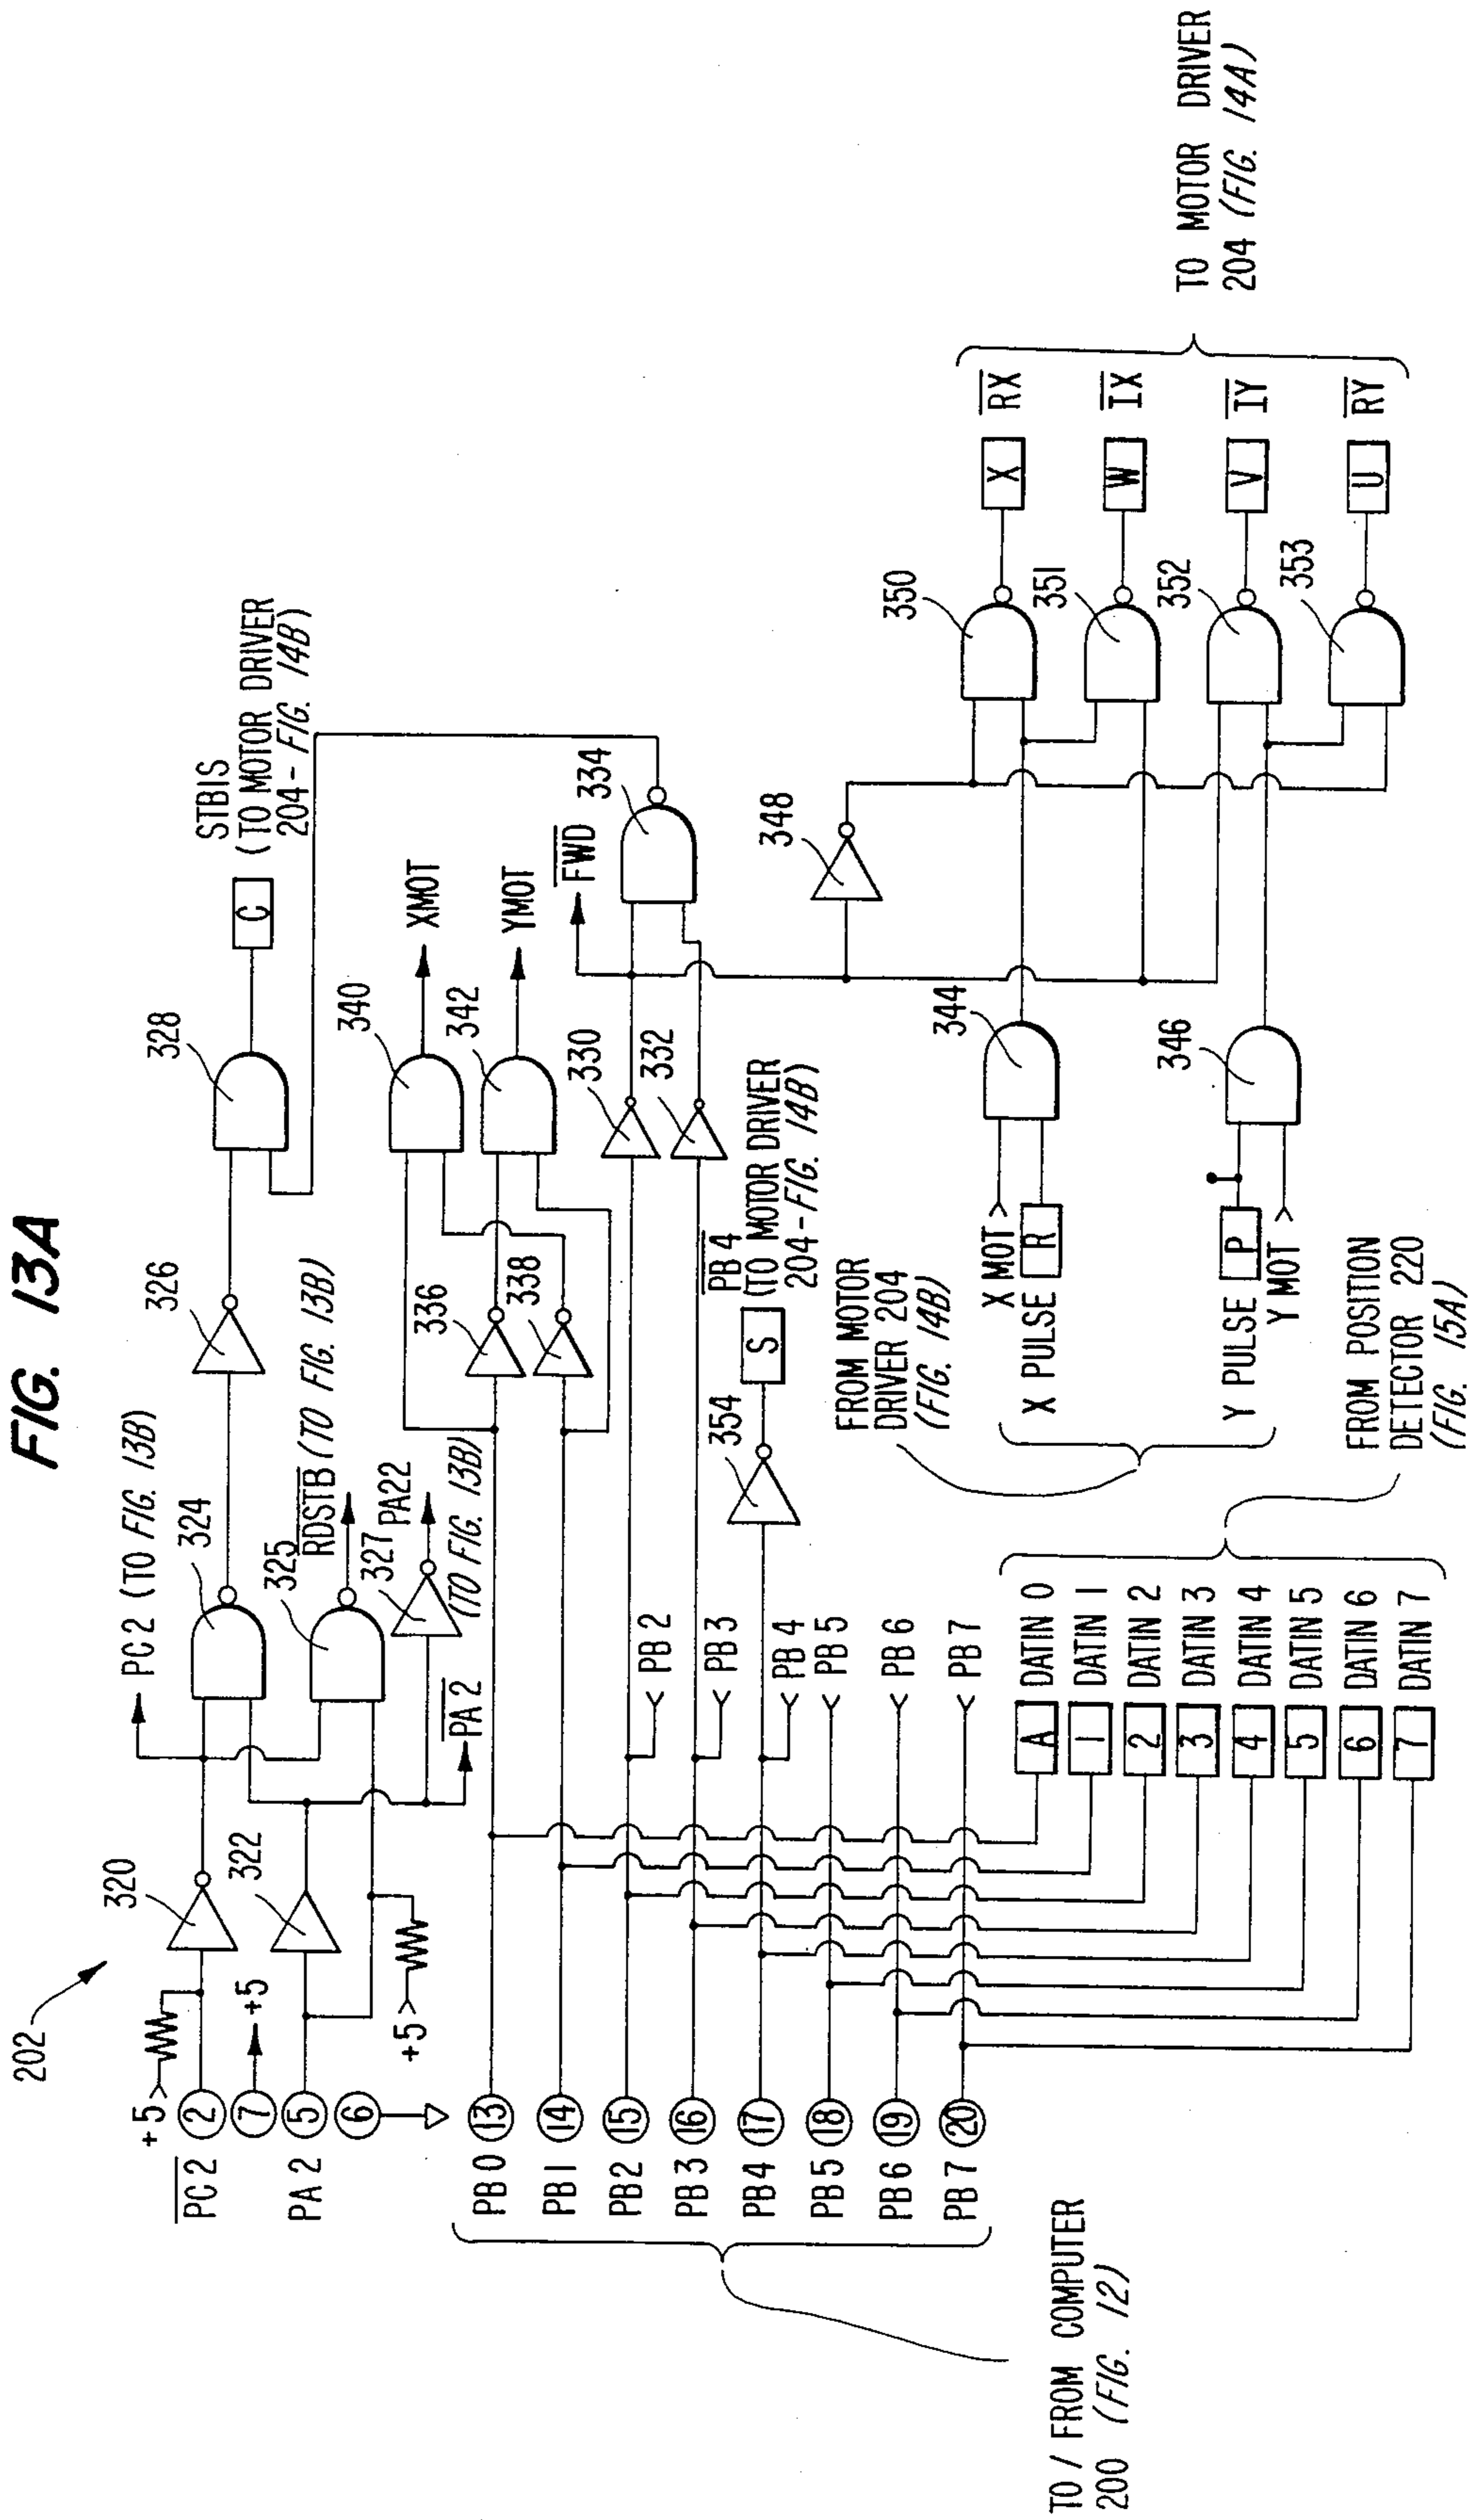 FIG. 13A
202
+5
PC2
2
7
+5
PA 2
5
6
+5
320
322
PC 2 (TO FIG. 13B)
324
325
RDSTB (TO FIG. 13B)
327
PA22
(TO FIG. 13B)
PA 2
326
328
C
STBIS
(TO MOTOR DRIVER
204- FIG. 14B)
PB 0
13
PB 1
14
PB2
15
PB 3
16
PB4
17
PB 5
18
PB 6
19
PB 7
20
TO / FROM COMPUTER
200 (FIG. 12)
336
338
340
XMOT
342
YMOT
330
332
FWD
334
PB 2
PB 3
PB 4
PB 5
PB 6
PB 7
354
S
PB 4
(TO MOTOR DRIVER
204-FIG. 14B)
348
FROM MOTOR
DRIVER 204
(FIG. 14B)
X MOT
X PULSE
R
344
Y PULSE
P
Y MOT
346
350
X
RX
351
W
IX
352
V
IY
353
U
RY
TO MOTOR DRIVER
204 (FIG. 14A)
A DATIN 0
1 DATIN 1
2 DATIN 2
3 DATIN 3
4 DATIN 4
5 DATIN 5
6 DATIN 6
7 DATIN 7
FROM POSITION
DETECTOR 220
(FIG. 15A)